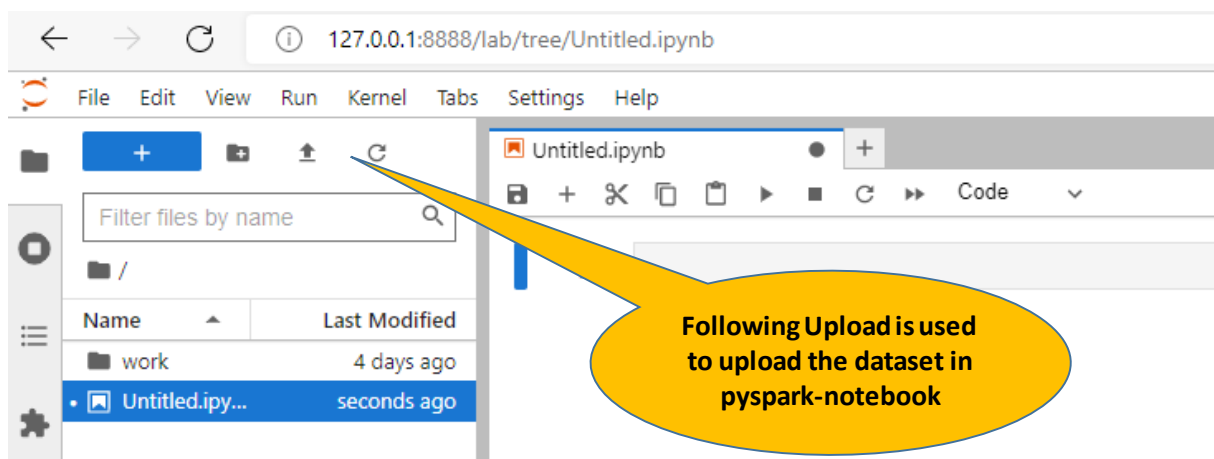 127.0.0.1:8888/lab/tree/Untitled.ipynb
File Edit View Run Kernel Tabs Settings Help
Untitled.ipynb
Code
Filter files by name
/
Name Last Modified
work 4 days ago
Untitled.ipy... seconds ago
Following Upload is used
to upload the dataset in
pyspark-notebook